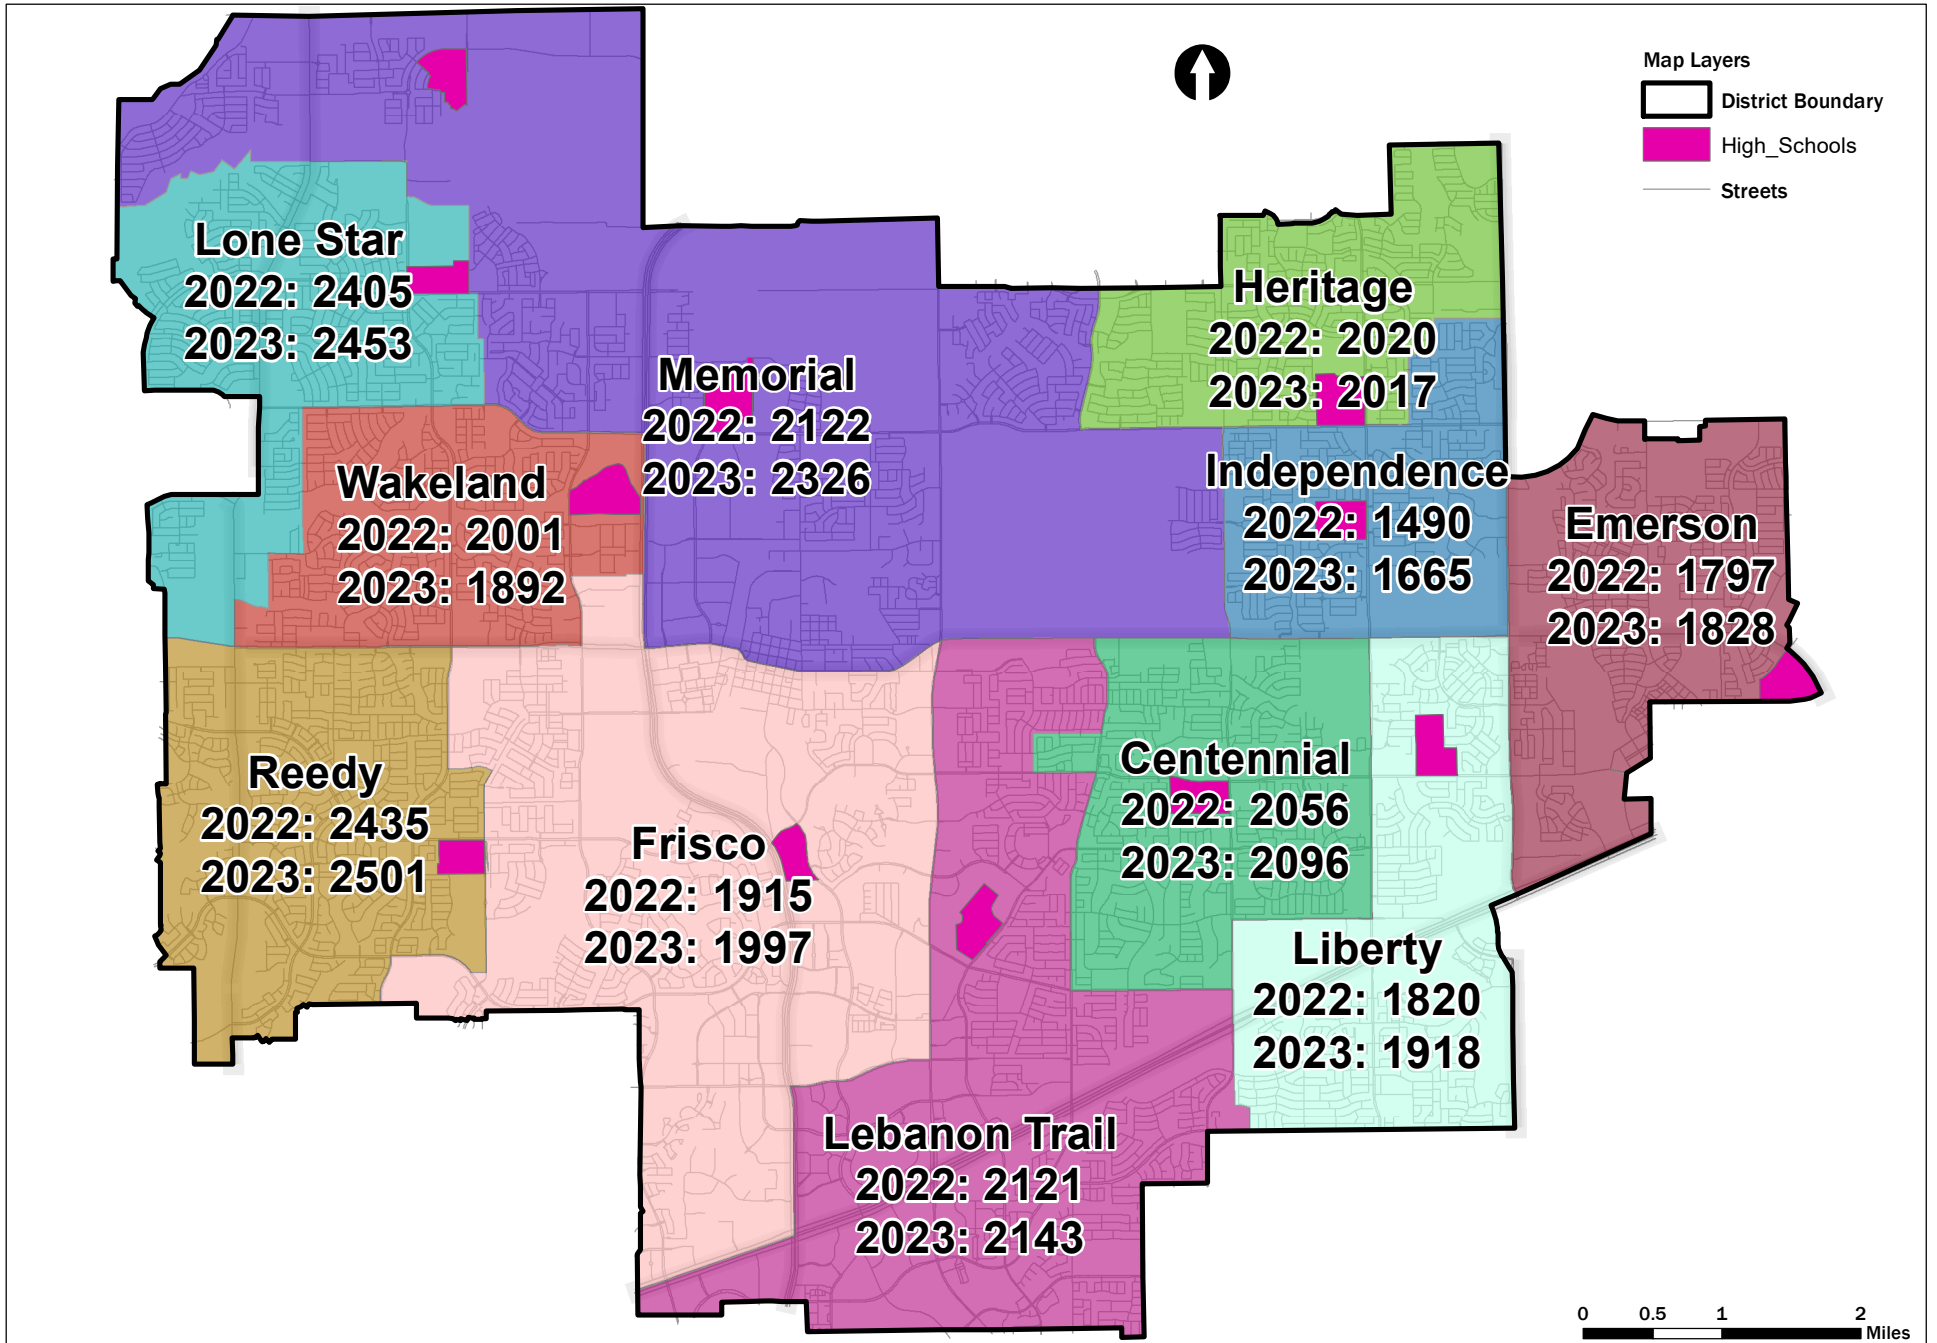 Map Layers
District Boundary
High_Schools
Streets
Lone Star
2022: 2405
2023: 2453
Heritage
2022: 2020
2023: 2017
Memorial
2022: 2122
2023: 2326
Wakeland
2022: 2001
2023: 1892
Independence
2022: 1490
2023: 1665
Emerson
2022: 1797
2023: 1828
Reedy
2022: 2435
2023: 2501
Centennial
2022: 2056
2023: 2096
Frisco
2022: 1915
2023: 1997
Liberty
2022: 1820
2023: 1918
Lebanon Trail
2022: 2121
2023: 2143
0 0.5 1 2
Miles